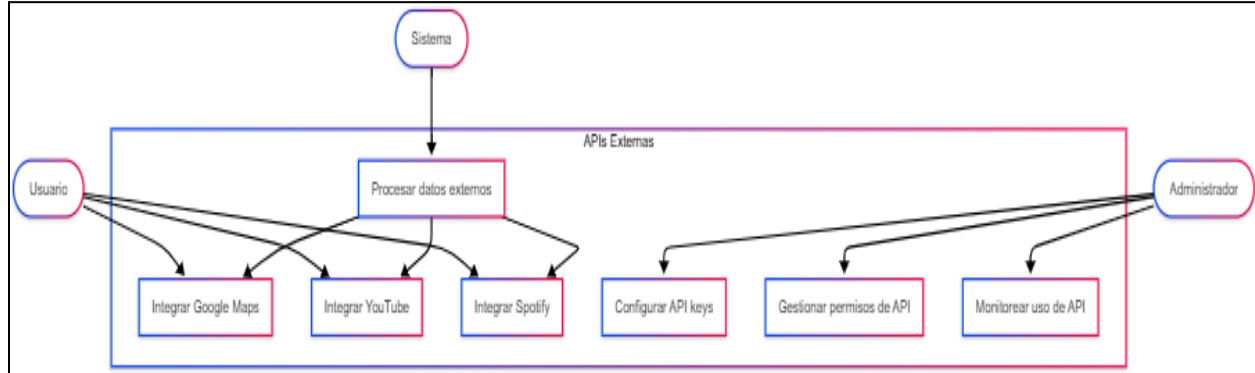 Sistema
APIs Externas
Usuario
Procesar datos externos
Administrador
Integrar Google Maps
Integrar YouTube
Integrar Spotify
Configurar API keys
Gestionar permisos de API
Monitorear uso de API